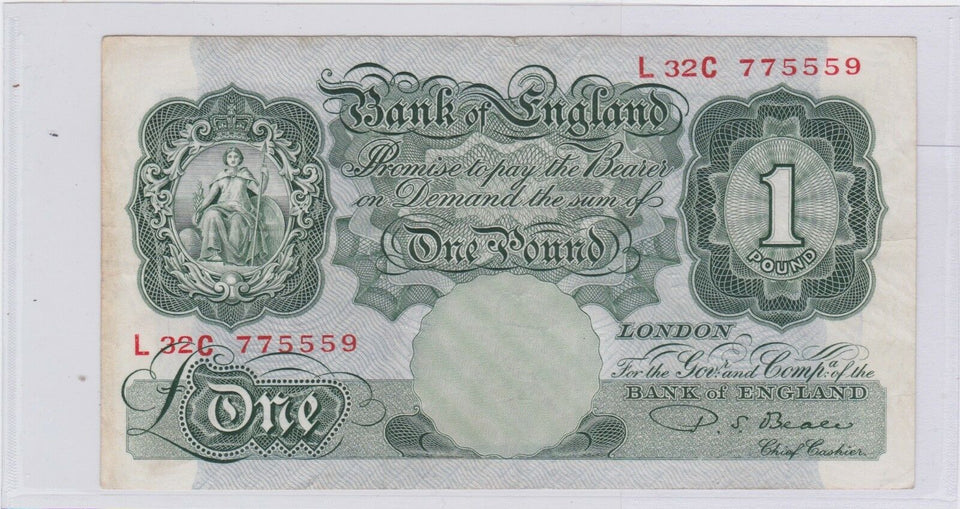 L 32C 775559
Bank of England
Promise to pay the Bearer
on Demand the sum of
One Pound
1
POUND
LONDON
For the Govr. and Compa. of the
BANK of ENGLAND
P. S. Beale
Chief Cashier.
L 32C 775559
£ One